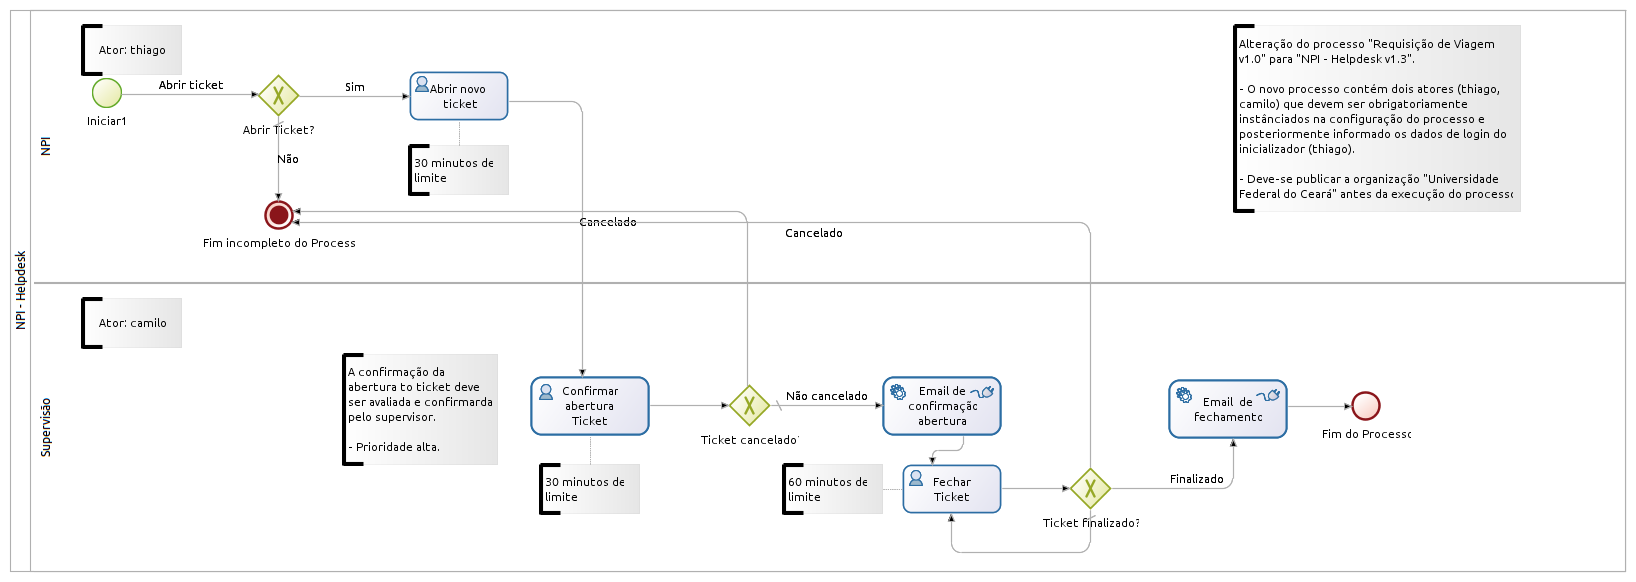 NPI - Helpdesk
NPI
Ator: thiago
Iniciar1
Abrir ticket
Abrir Ticket?
Sim
Não
Abrir novo
ticket
30 minutos de
limite
Fim incompleto do Process
Cancelado
Cancelado
Alteração do processo "Requisição de Viagem
v1.0" para "NPI - Helpdesk v1.3".
- O novo processo contém dois atores (thiago,
camilo) que devem ser obrigatoriamente
instânciados na configuração do processo e
posteriormente informado os dados de login do
inicializador (thiago).
- Deve-se publicar a organização "Universidade
Federal do Ceará" antes da execução do processo
Supervisão
Ator: camilo
A confirmação da
abertura to ticket deve
ser avaliada e confirmarda
pelo supervisor.
- Prioridade alta.
Confirmar
abertura
Ticket
30 minutos de
limite
Ticket cancelado
Não cancelado
Email de
confirmação
abertura
60 minutos de
limite
Fechar
Ticket
Ticket finalizado?
Finalizado
Email de
fechamento
Fim do Processo